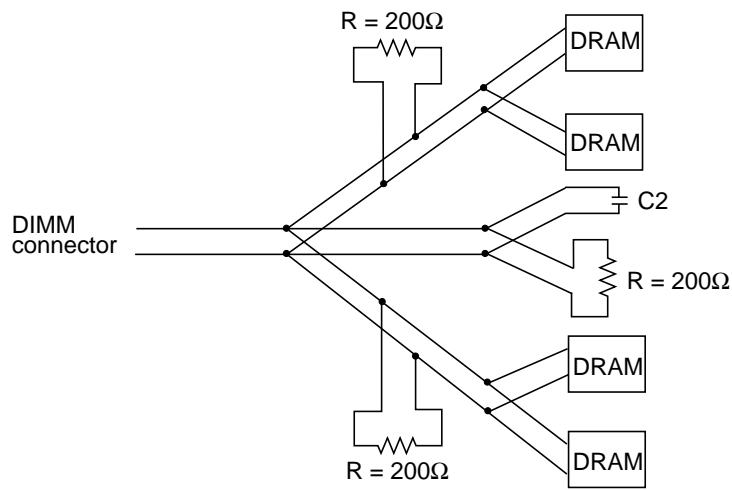 R = 200Ω
DRAM
DRAM
C2
DIMM
connector
R = 200Ω
DRAM
DRAM
R = 200Ω